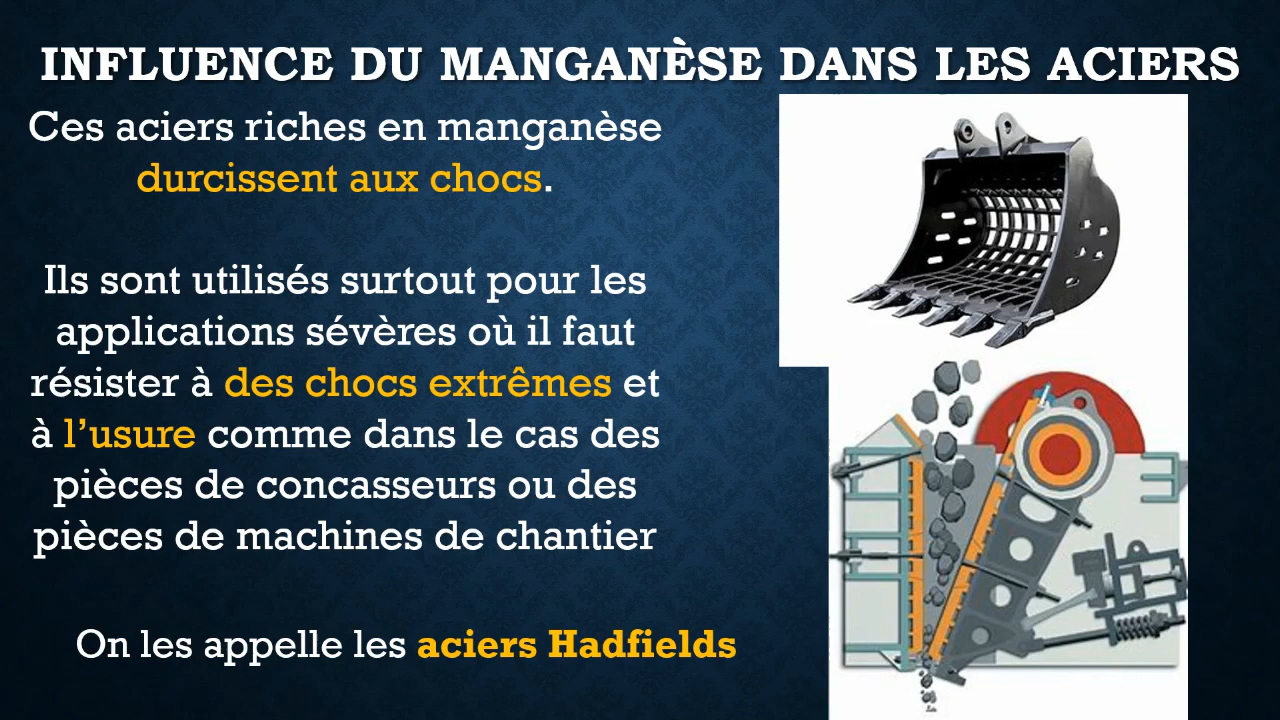 INFLUENCE DU MANGANÈSE DANS LES ACIERS
Ces aciers riches en manganèse
durcissent aux chocs.
Ils sont utilisés surtout pour les
applications sévères où il faut
résister à des chocs extrêmes et
à l’usure comme dans le cas des
pièces de concasseurs ou des
pièces de machines de chantier
On les appelle les aciers Hadfields